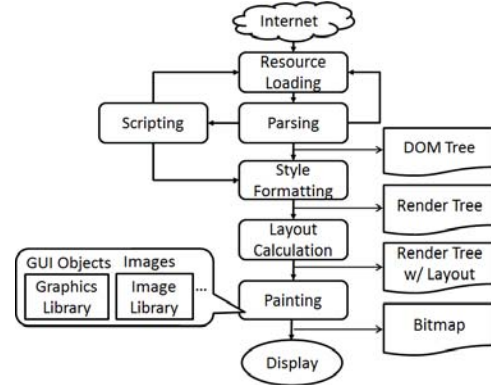 Internet
Resource
Loading
Scripting
Parsing
DOM Tree
Style
Formatting
Render Tree
Layout
Calculation
GUI Objects Images
Render Tree
w/ Layout
Graphics
Library
Image
Library
...
Painting
Bitmap
Display